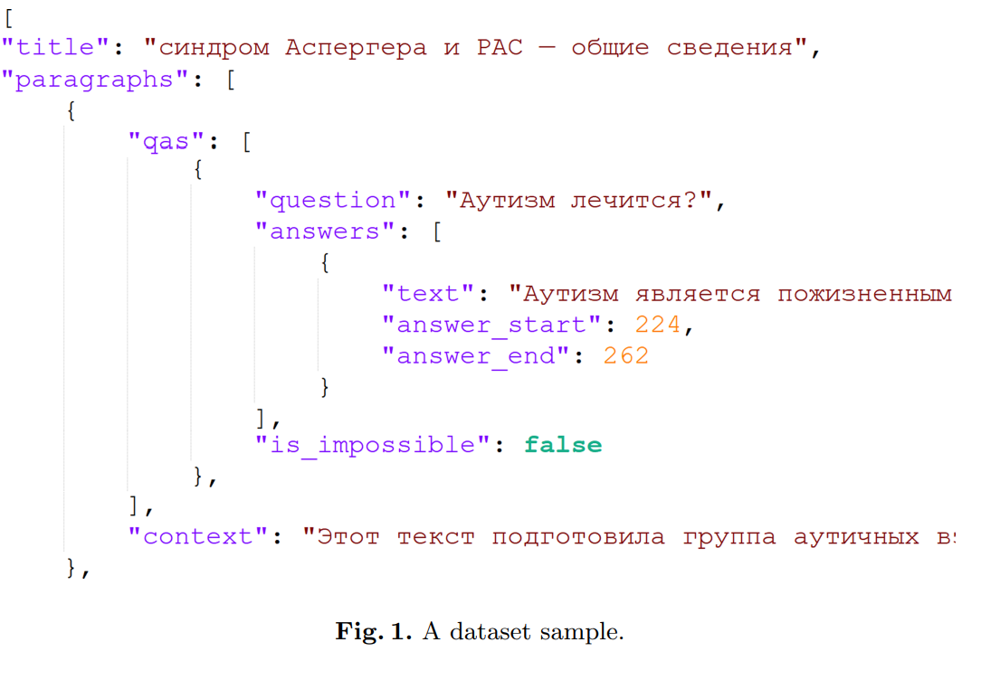 [
"title": "синдром Аспергера и РАС — общие сведения",
"paragraphs": [
{
"qas": [
{
"question": "Аутизм лечится?",
"answers": [
{
"text": "Аутизм является пожизненным
"answer_start": 224,
"answer_end": 262
}
],
"is_impossible": false
},
],
"context": "Этот текст подготовила группа аутичных
},
Fig. 1. A dataset sample.